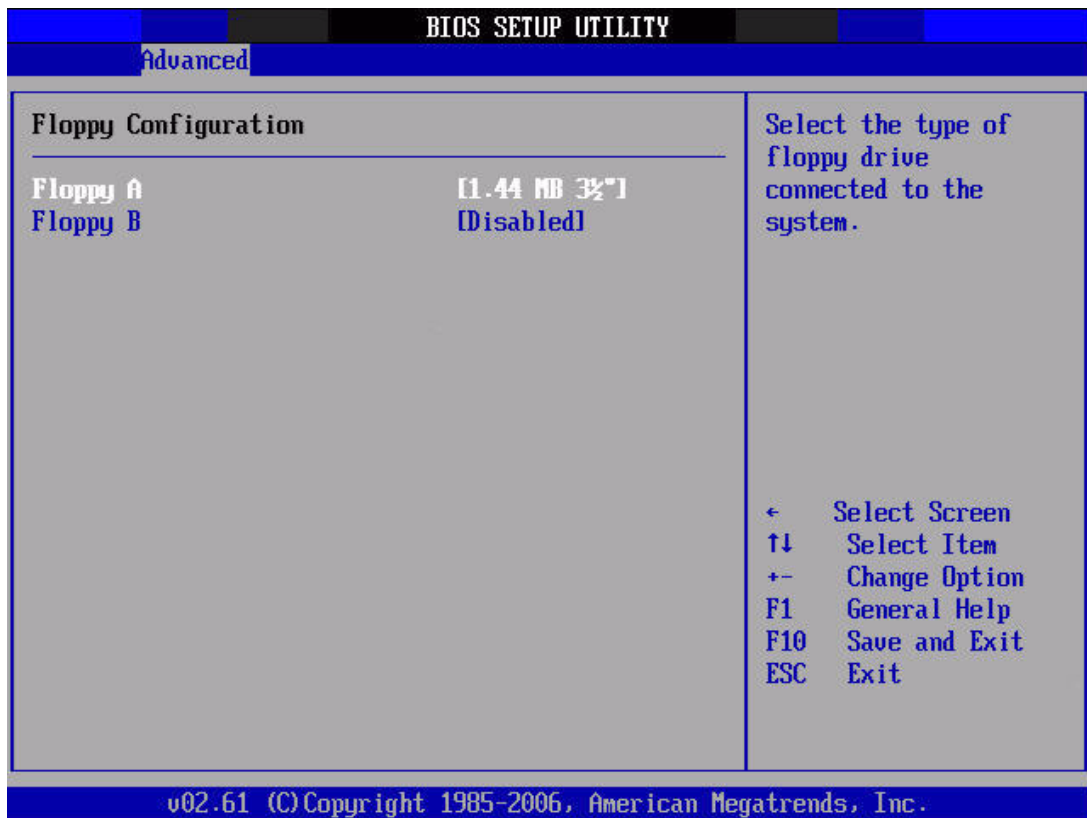 BIOS SETUP UTILITY
Advanced
Floppy Configuration
Floppy A [1.44 MB 3½"]
Floppy B [Disabled]
Select the type of
floppy drive
connected to the
system.
← Select Screen
↑↓ Select Item
+- Change Option
F1 General Help
F10 Save and Exit
ESC Exit
v02.61 (C)Copyright 1985-2006, American Megatrends, Inc.